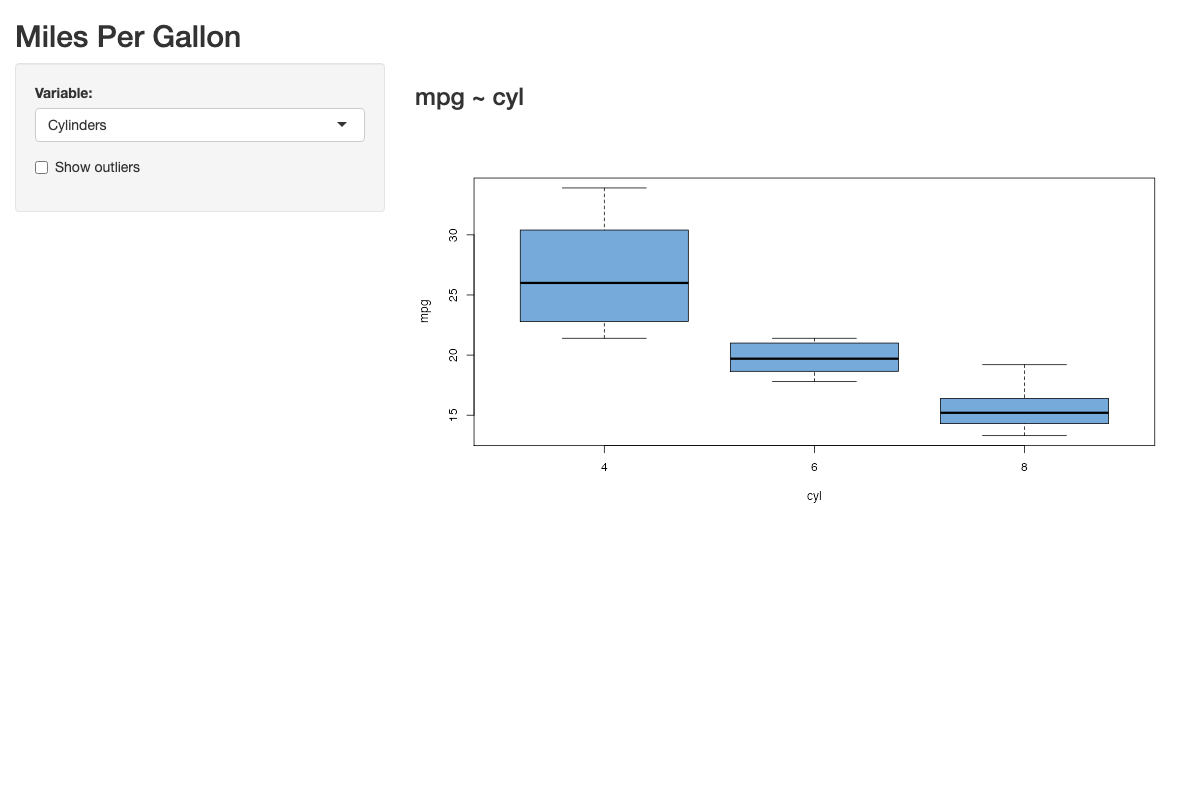 Miles Per Gallon
Variable:
Cylinders
Show outliers
mpg ~ cyl
30
25
20
15
mpg
4 6 8
cyl